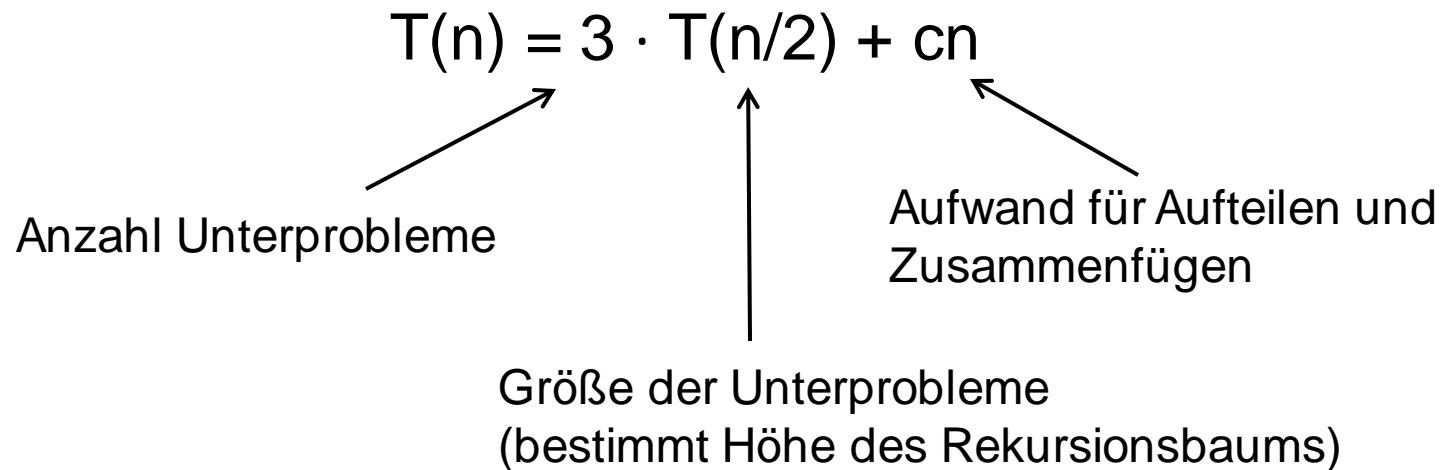 T(n) = 3 · T(n/2) + cn
Anzahl Unterprobleme
Aufwand für Aufteilen und
Zusammenfügen
Größe der Unterprobleme
(bestimmt Höhe des Rekursionsbaums)